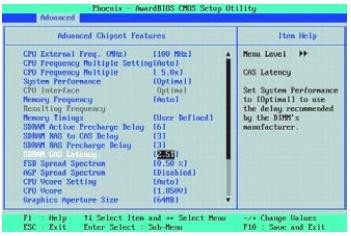 Phoenix - AwardBIOS CMOS Setup Utility
Advanced
Advanced Chipset Features
Item Help
CPU External Freq. (MHz) [100 MHz]
CPU Frequency Multiple Setting[Auto]
CPU Frequency Multiple [ 5.0x]
System Performance [Optimal]
CPU Interface Optimal
Memory Frequency [Auto]
Resulting Frequency
Memory Timings [User Defined]
SDRAM Active Precharge Delay [6]
SDRAM RAS to CAS Delay [3]
SDRAM RAS Precharge Delay [3]
SDRAM CAS Latency [2.5]
FSB Spread Spectrum [0.50 %]
AGP Spread Spectrum [Disabled]
CPU Vcore Setting [Auto]
CPU Vcore [1.850V]
Graphics Aperture Size [64MB]
Menu Level
CAS Latency
Set System Performance
to [Optimal] to use
the delay recommended
by the DIMM's
manufacturer.
F1 : Help ↑↓ Select Item and ↔ Select Menu -/+ Change Values
ESC : Exit Enter Select : Sub-Menu F10 : Save and Exit